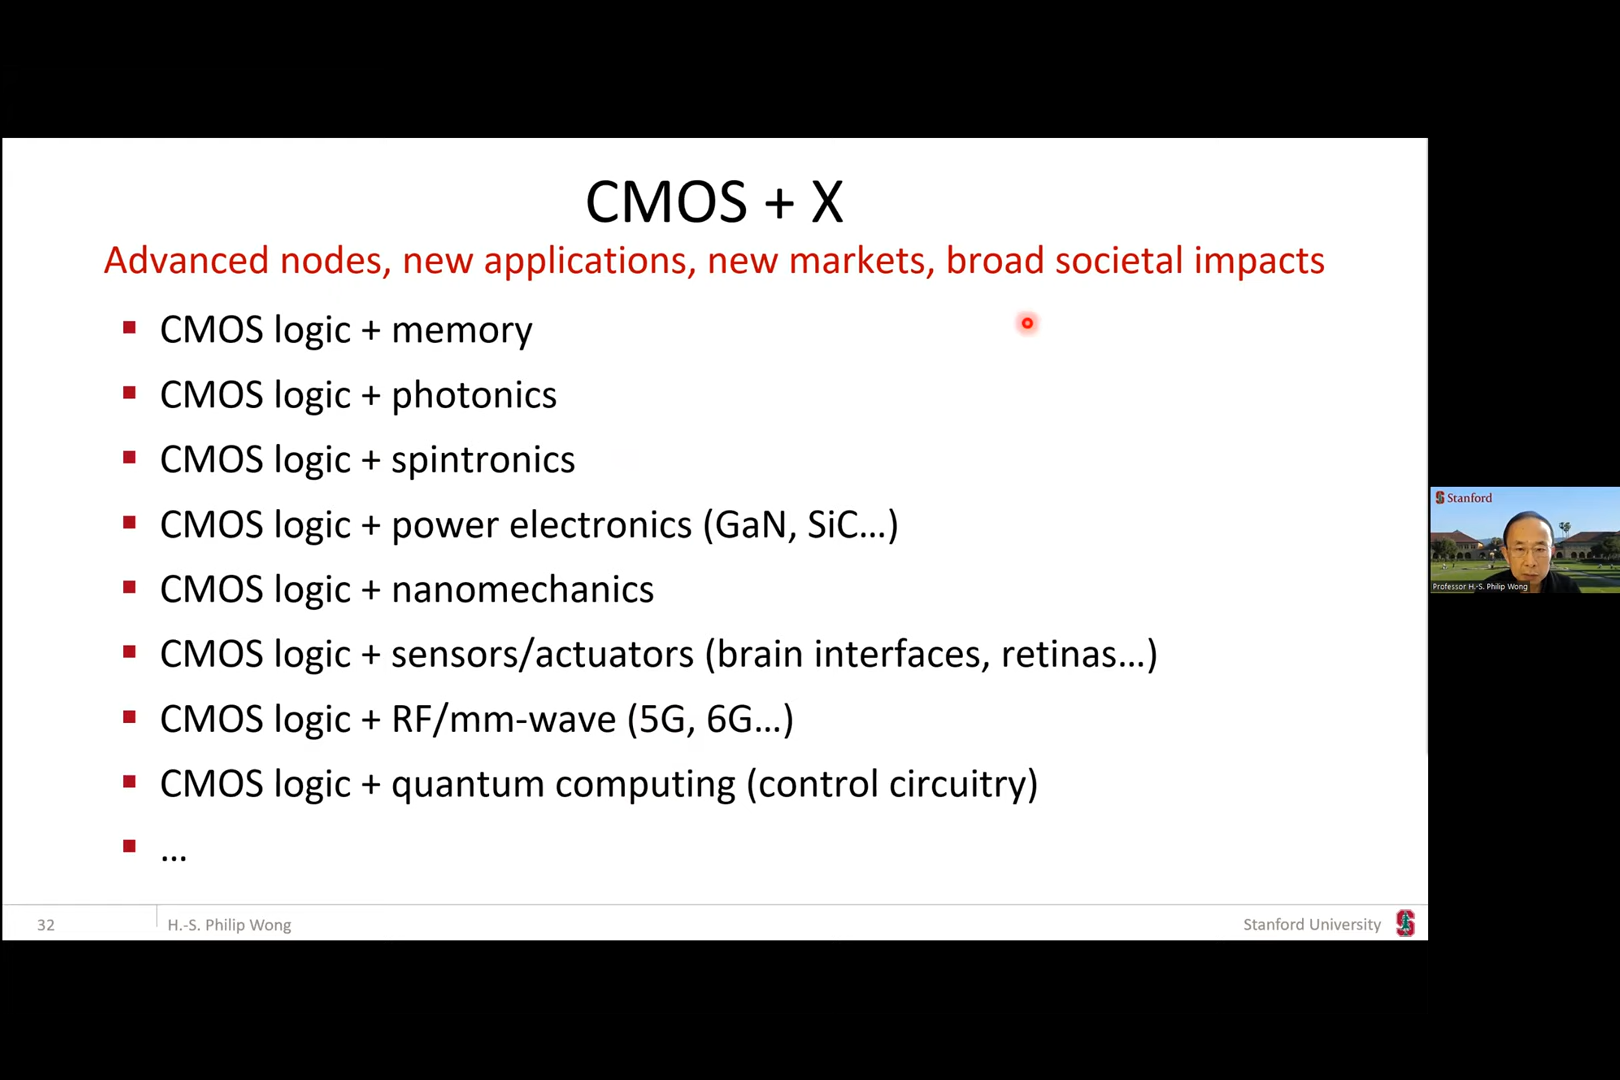 CMOS + X
Advanced nodes, new applications, new markets, broad societal impacts
CMOS logic + memory
CMOS logic + photonics
CMOS logic + spintronics
CMOS logic + power electronics (GaN, SiC...)
CMOS logic + nanomechanics
CMOS logic + sensors/actuators (brain interfaces, retinas...)
CMOS logic + RF/mm-wave (5G, 6G...)
CMOS logic + quantum computing (control circuitry)
...
32
H.-S. Philip Wong
Stanford University
S
S Stanford
Professor H.-S. Philip Wong